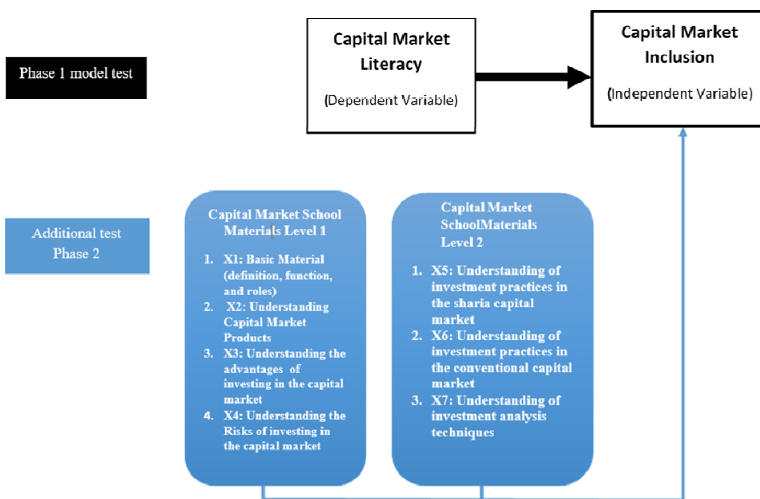 Phase 1 model test
Capital Market
Literacy
(Dependent Variable)
Capital Market
Inclusion
(Independent Variable)
Additional test
Phase 2
Capital Market School
Materials Level 1
1. X1: Basic Material
(definition, function,
and roles)
2. X2: Understanding
Capital Market
Products
3. X3: Understanding the
advantages of
investing in the capital
market
4. X4: Understanding the
Risks of investing in
the capital market
Capital Market
SchoolMaterials
Level 2
1. X5: Understanding of
investment practices in
the sharia capital
market
2. X6: Understanding of
investment practices in
the conventional capital
market
3. X7: Understanding of
investment analysis
techniques